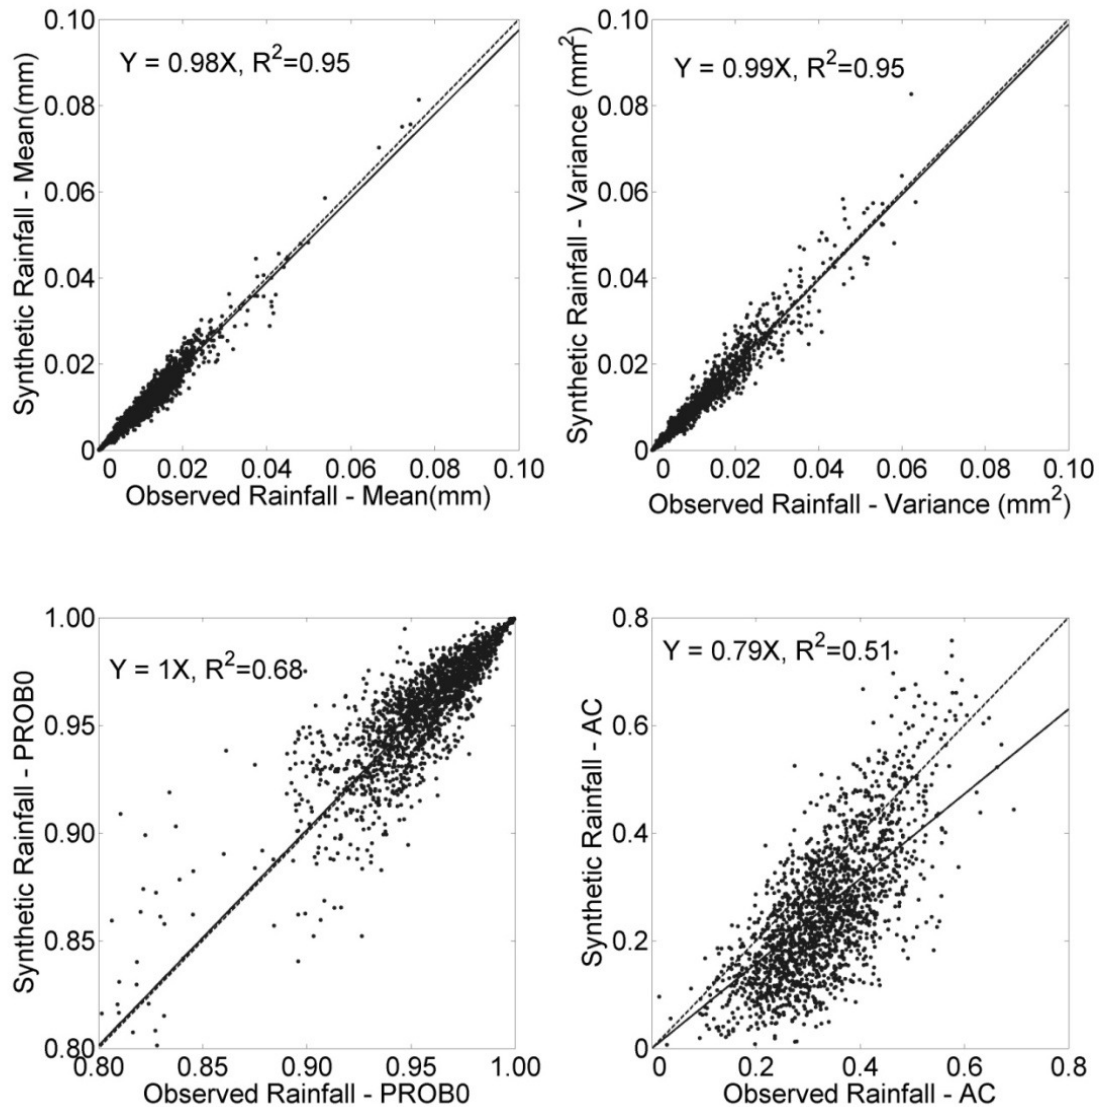 Y = 0.98X, R²=0.95
Synthetic Rainfall - Mean(mm)
0.10
0.08
0.06
0.04
0.02
0
0 0.02 0.04 0.06 0.08 0.10
Observed Rainfall - Mean(mm)
Y = 0.99X, R²=0.95
Synthetic Rainfall - Variance (mm²)
0.10
0.08
0.06
0.04
0.02
0
0 0.02 0.04 0.06 0.08 0.10
Observed Rainfall - Variance (mm²)
Y = 1X, R²=0.68
Synthetic Rainfall - PROB0
1.00
0.95
0.90
0.85
0.80
0.80 0.85 0.90 0.95 1.00
Observed Rainfall - PROB0
Y = 0.79X, R²=0.51
Synthetic Rainfall - AC
0.8
0.6
0.4
0.2
0
0 0.2 0.4 0.6 0.8
Observed Rainfall - AC